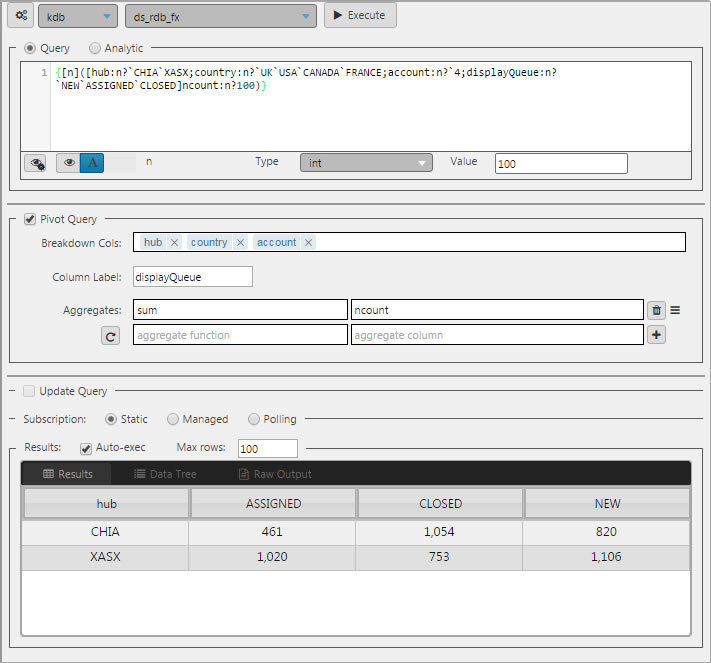 kdb ds_rdb_fx Execute
Query Analytic
1 {[n]([hub:n?`CHIA`XASX;country:n?`UK`USA`CANADA`FRANCE;account:n?`4;displayQueue:n?
`NEW`ASSIGNED`CLOSED]ncount:n?100)}
A n Type int Value 100
Pivot Query
Breakdown Cols: hub × country × account ×
Column Label: displayQueue
Aggregates: sum ncount
aggregate function aggregate column
Update Query
Subscription: Static Managed Polling
Results: Auto-exec Max rows: 100
Results Data Tree Raw Output
hub ASSIGNED CLOSED NEW
CHIA 461 1,054 820
XASX 1,020 753 1,106